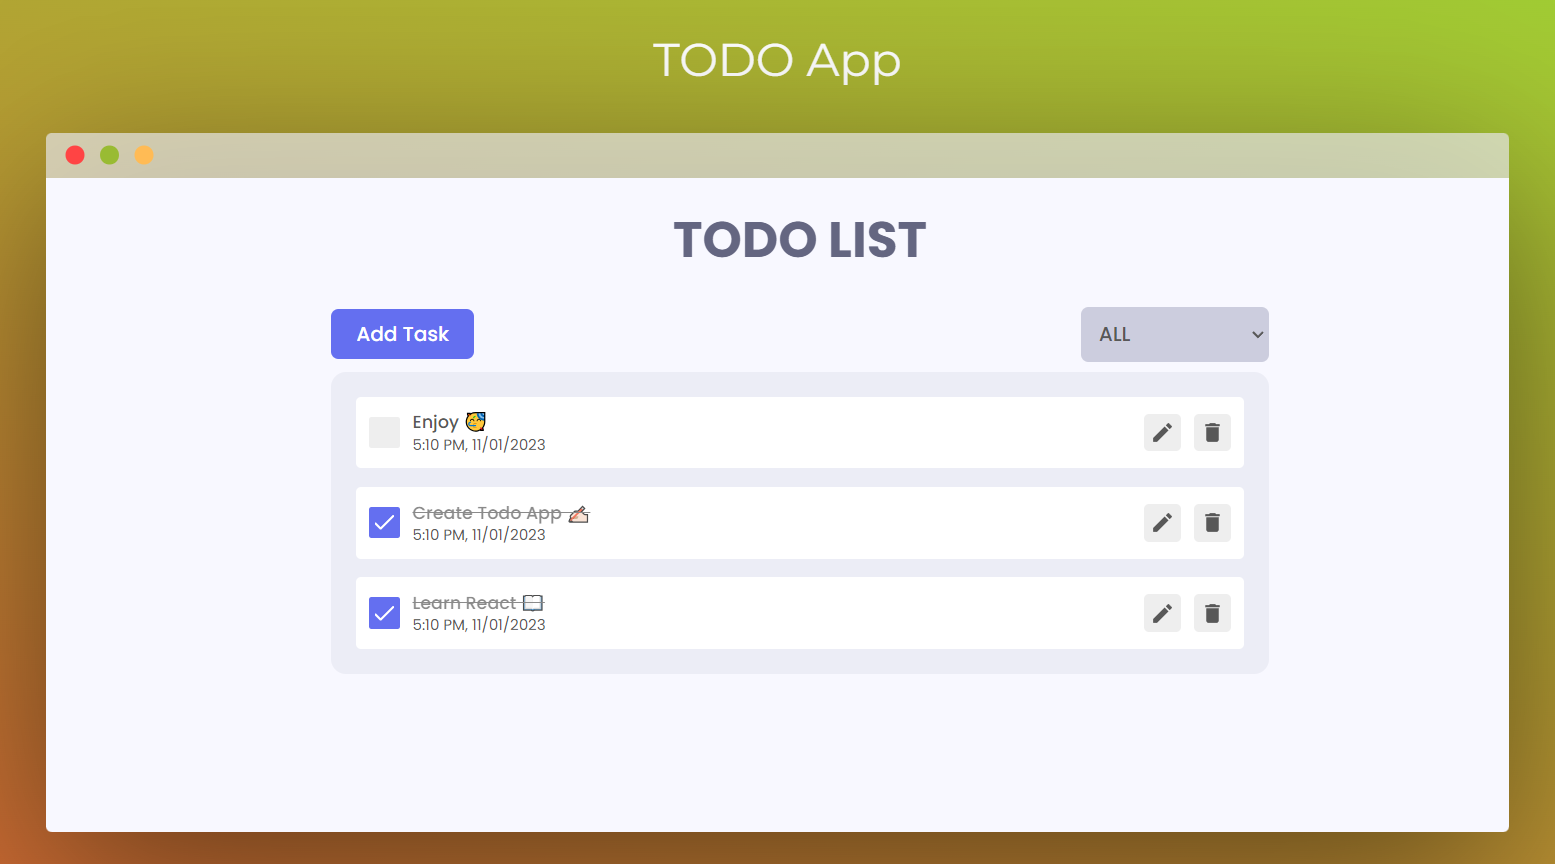 TODO App
TODO LIST
Add Task
ALL
Enjoy 🥳
5:10 PM, 11/01/2023
Create Todo App ✍🏻
5:10 PM, 11/01/2023
Learn React 📖
5:10 PM, 11/01/2023